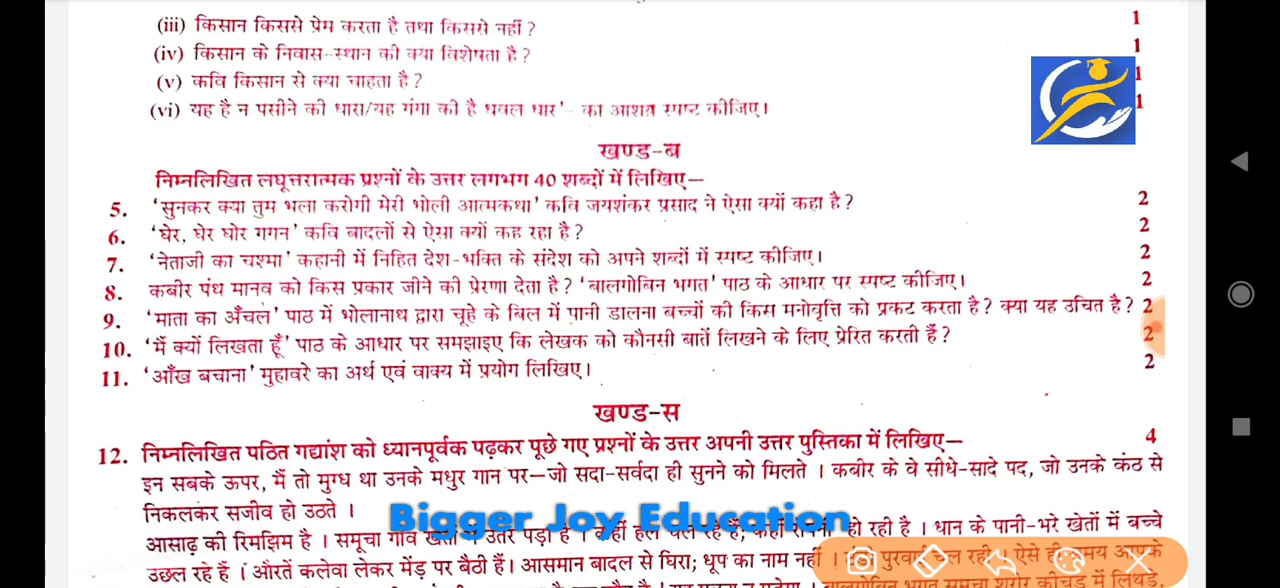 (iii) किसान किससे प्रेम करता है तथा किससे नहीं ? 1
(iv) किसान के निवास-स्थान की क्या विशेषता है ? 1
(v) कवि किसान से क्या चाहता है ? 1
(vi) यह है न पसीने की धारा/यह गंगा की है धवल धार'- का आशय स्पष्ट कीजिए। 1
खण्ड-ब
निम्नलिखित लघूत्तरात्मक प्रश्नों के उत्तर लगभग 40 शब्दों में लिखिए—
5. 'सुनकर क्या तुम भला करोगी मेरी भोली आत्मकथा' कवि जयशंकर प्रसाद ने ऐसा क्यों कहा है ? 2
6. 'घेर, घेर घोर गगन' कवि बादलों से ऐसा क्यों कह रहा है ? 2
7. 'नेताजी का चश्मा' कहानी में निहित देश-भक्ति के संदेश को अपने शब्दों में स्पष्ट कीजिए। 2
8. कबीर पंथ मानव को किस प्रकार जीने की प्रेरणा देता है ? 'बालगोबिन भगत' पाठ के आधार पर स्पष्ट कीजिए। 2
9. 'माता का अँचल' पाठ में भोलानाथ द्वारा चूहे के बिल में पानी डालना बच्चों की किस मनोवृत्ति को प्रकट करता है ? क्या यह उचित है ? 2
10. 'मैं क्यों लिखता हूँ' पाठ के आधार पर समझाइए कि लेखक को कौनसी बातें लिखने के लिए प्रेरित करती हैं ? 2
11. 'आँख बचाना' मुहावरे का अर्थ एवं वाक्य में प्रयोग लिखिए। 2
खण्ड-स
12. निम्नलिखित पठित गद्यांश को ध्यानपूर्वक पढ़कर पूछे गए प्रश्नों के उत्तर अपनी उत्तर पुस्तिका में लिखिए— 4
इन सबके ऊपर, मैं तो मुग्ध था उनके मधुर गान पर—जो सदा-सर्वदा ही सुनने को मिलते । कबीर के वे सीधे-सादे पद, जो उनके कंठ से
निकलकर सजीव हो उठते ।
Bigger Joy Education
आसाढ़ की रिमझिम है । समूचा गाँव खेतों में उतर पड़ा है । कहीं हल चल रहे हैं, कहीं रोपनी हो रही है । धान के पानी-भरे खेतों में बच्चे
उछल रहे हैं । औरतें कलेवा लेकर मेंड़ पर बैठी हैं। आसमान बादल से घिरा; धूप का नाम नहीं । पुरवाई चल रही ऐसे ही समय आपके